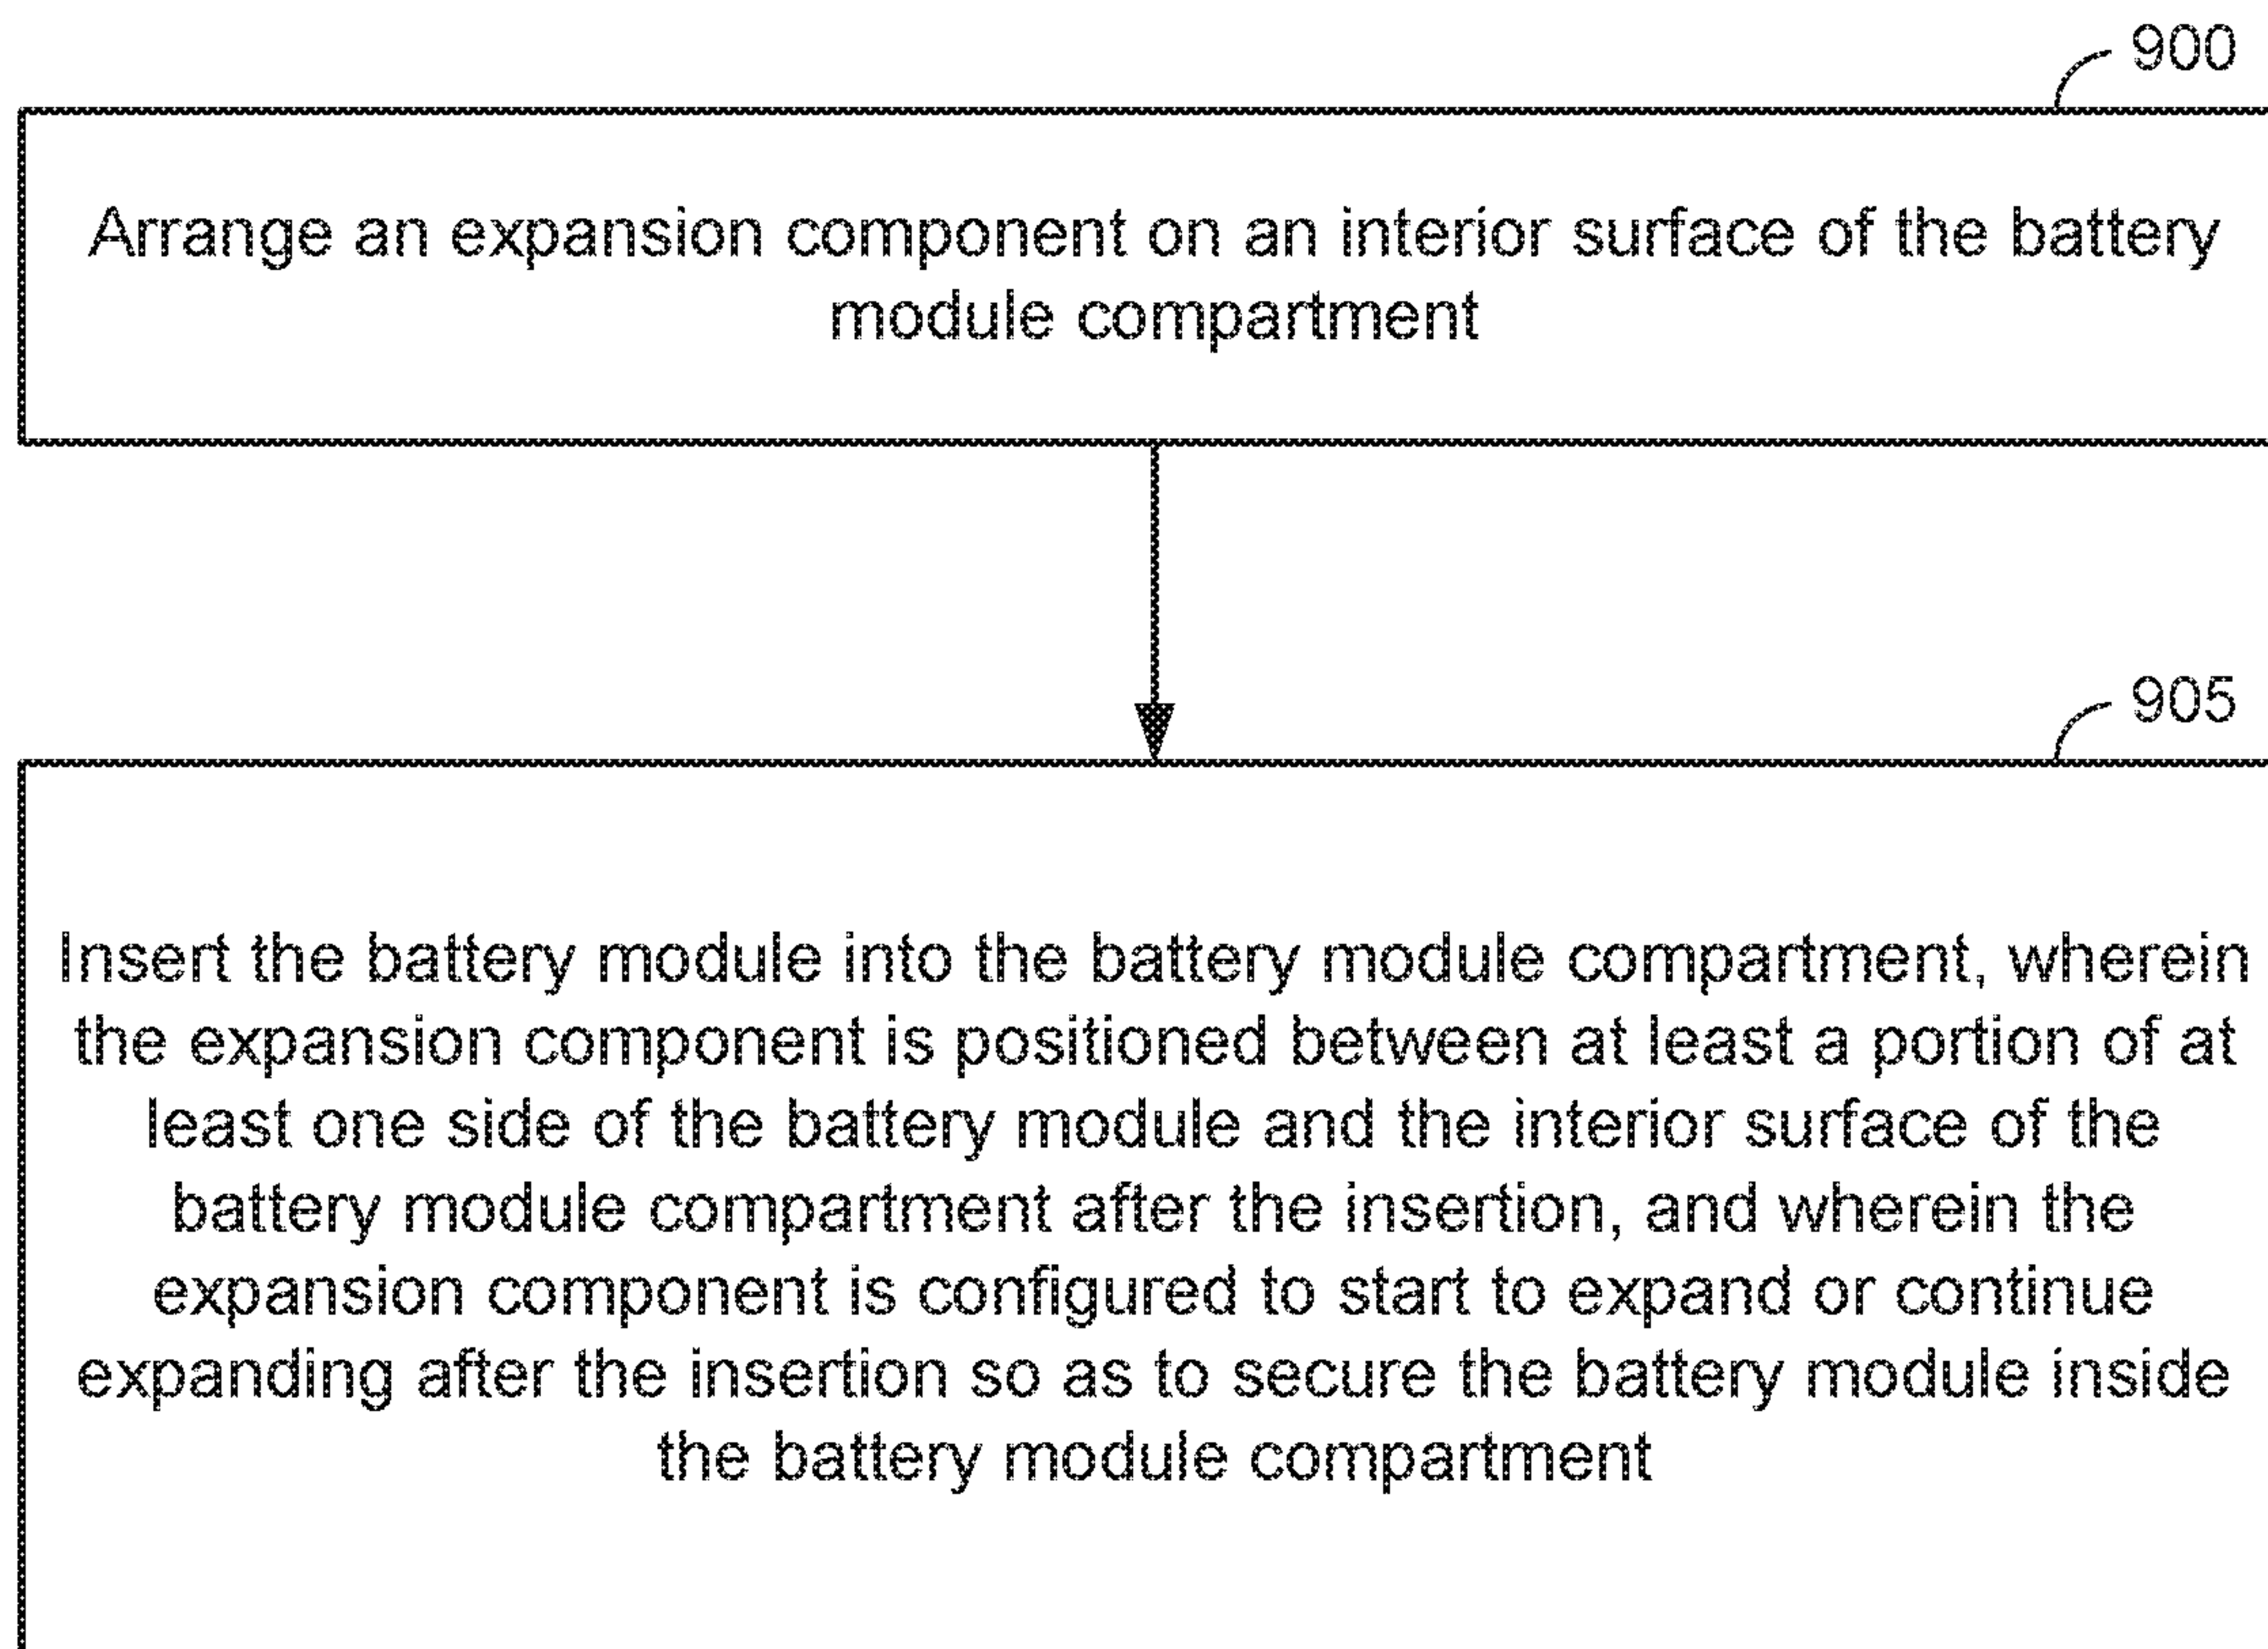 900
Arrange an expansion component on an interior surface of the battery
module compartment
905
Insert the battery module into the battery module compartment, wherein
the expansion component is positioned between at least a portion of at
least one side of the battery module and the interior surface of the
battery module compartment after the insertion, and wherein the
expansion component is configured to start to expand or continue
expanding after the insertion so as to secure the battery module inside
the battery module compartment